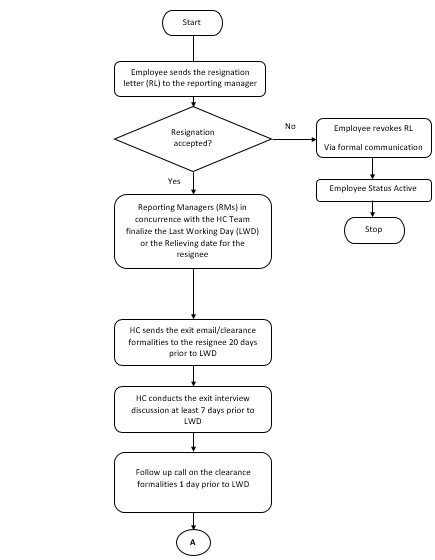 Start
Employee sends the resignation
letter (RL) to the reporting manager
Resignation
accepted?
No
Employee revokes RL
Via formal communication
Employee Status Active
Stop
Yes
Reporting Managers (RMs) in
concurrence with the HC Team
finalize the Last Working Day (LWD)
or the Relieving date for the
resignee
HC sends the exit email/clearance
formalities to the resignee 20 days
prior to LWD
HC conducts the exit interview
discussion at least 7 days prior to
LWD
Follow up call on the clearance
formalities 1 day prior to LWD
A